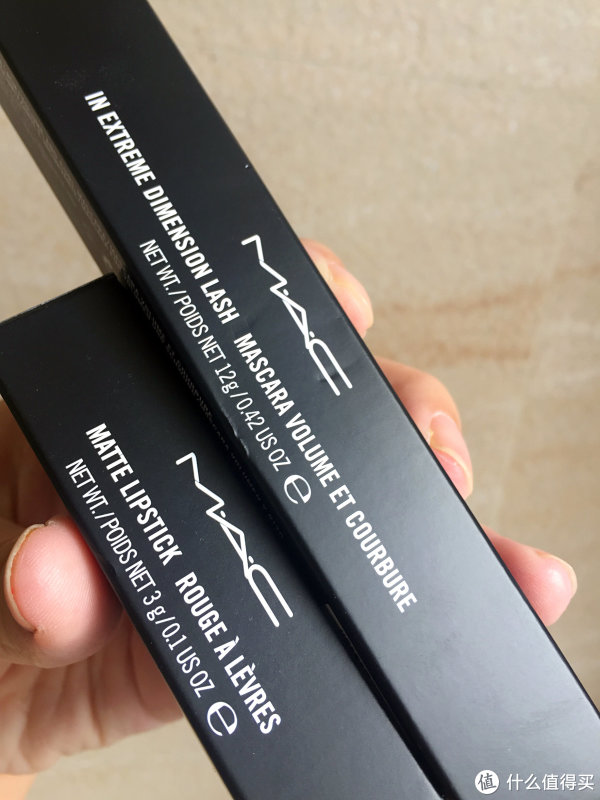 M·A·C
IN EXTREME DIMENSION LASH MASCARA VOLUME ET COURBURE
NET WT./POIDS NET 12g/0.42 US OZ ℮
M·A·C
MATTE LIPSTICK ROUGE À LÈVRES
NET WT./POIDS NET 3 g/0.1 US OZ ℮
值 什么值得买